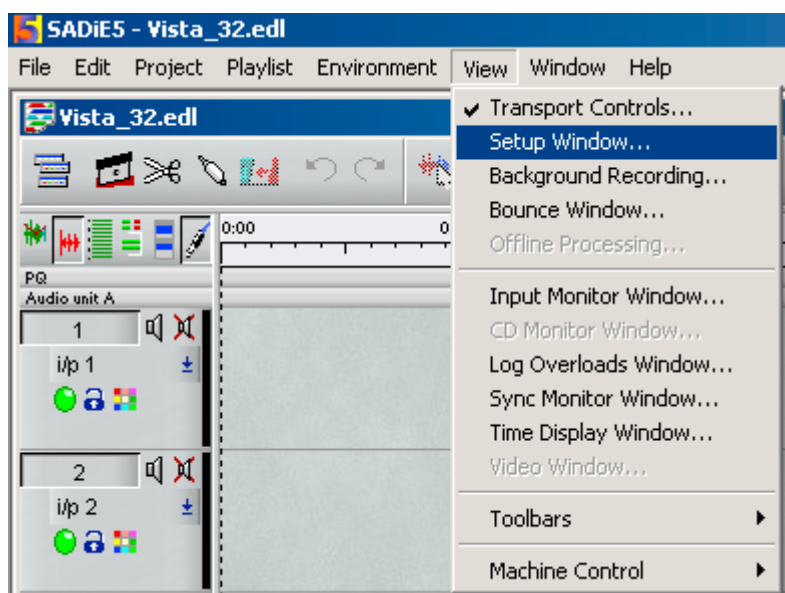 SADiE5 - Vista_32.edl
File Edit Project Playlist Environment View Window Help
Vista_32.edl
0:00 0
PQ
Audio unit A
1
i/p 1
2
i/p 2
Transport Controls...
Setup Window...
Background Recording...
Bounce Window...
Offline Processing...
Input Monitor Window...
CD Monitor Window...
Log Overloads Window...
Sync Monitor Window...
Time Display Window...
Video Window...
Toolbars
Machine Control